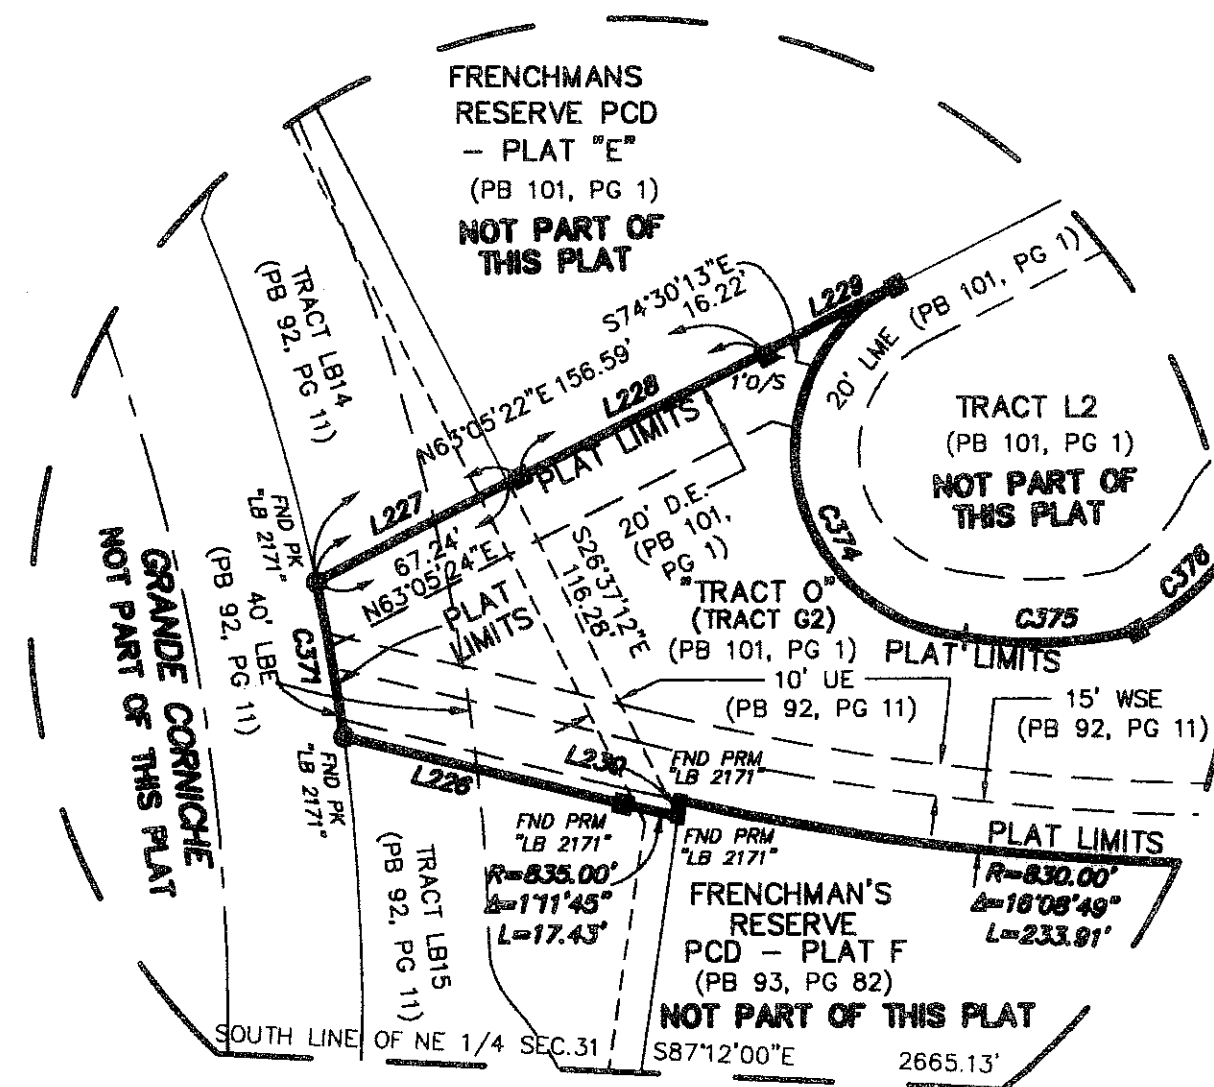 FRENCHMANS
RESERVE PCD
- PLAT "E"
(PB 101, PG 1)
NOT PART OF
THIS PLAT
TRACT LB14
(PB 92, PG 11)
S74°30'13"E
16.22'
L229
20' LME (PB 101, PG 1)
N63°05'22"E 156.59'
L228
1'O/S
PLAT LIMITS
TRACT L2
(PB 101, PG 1)
NOT PART OF
THIS PLAT
FND PK
"LB 2171"
L227
67.24'
N63°05'24"E
PLAT
LIMITS
S26°37'12"E
116.28'
20' D.E.
(PB 101,
PG 1)
C374
C376
C375
"TRACT O"
(TRACT G2)
(PB 101, PG 1)
PLAT LIMITS
10' UE
(PB 92, PG 11)
15' WSE
(PB 92, PG 11)
GRANDE CORNICHE
NOT PART OF THIS PLAT
40' LBE
(PB 92, PG 11)
C371
FND PK
"LB 2171"
L226
L230
FND PRM
"LB 2171"
FND PRM
"LB 2171"
FND PRM
"LB 2171"
R=835.00'
Δ=1°11'45"
L=17.43'
PLAT LIMITS
R=830.00'
Δ=16°08'49"
L=233.91'
TRACT LB15
(PB 92, PG 11)
FRENCHMAN'S
RESERVE
PCD - PLAT F
(PB 93, PG 82)
NOT PART OF THIS PLAT
SOUTH LINE OF NE 1/4 SEC.31 S87°12'00"E 2665.13'